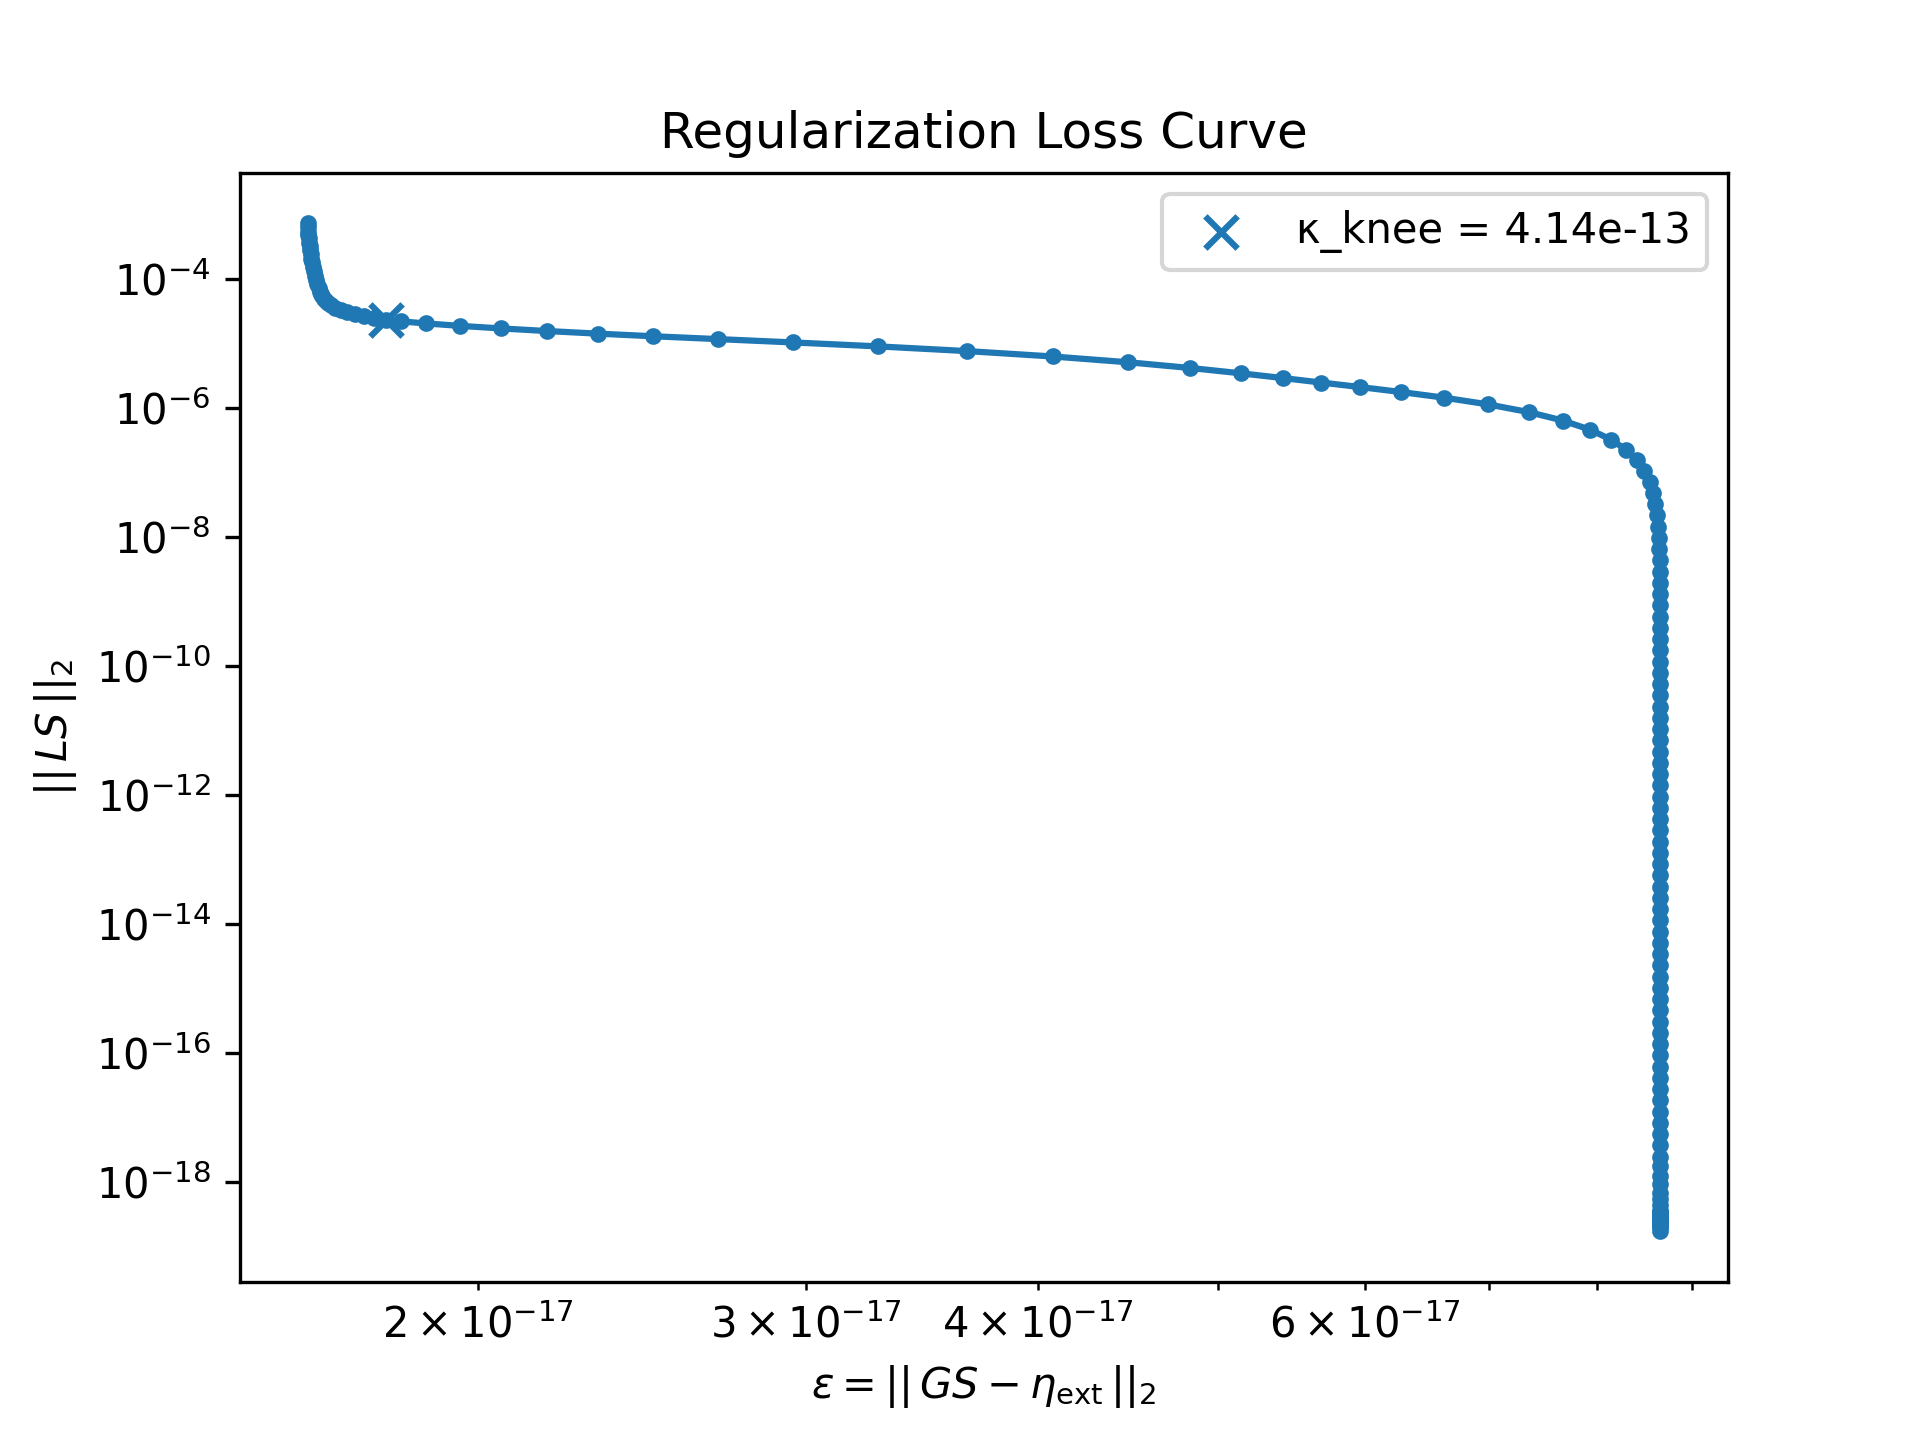 Regularization Loss Curve
κ_knee = 4.14e-13
10⁻⁴
10⁻⁶
10⁻⁸
10⁻¹⁰
10⁻¹²
10⁻¹⁴
10⁻¹⁶
10⁻¹⁸
||LS||₂
2 × 10⁻¹⁷
3 × 10⁻¹⁷
4 × 10⁻¹⁷
6 × 10⁻¹⁷
ε = ||GS − η_ext||₂